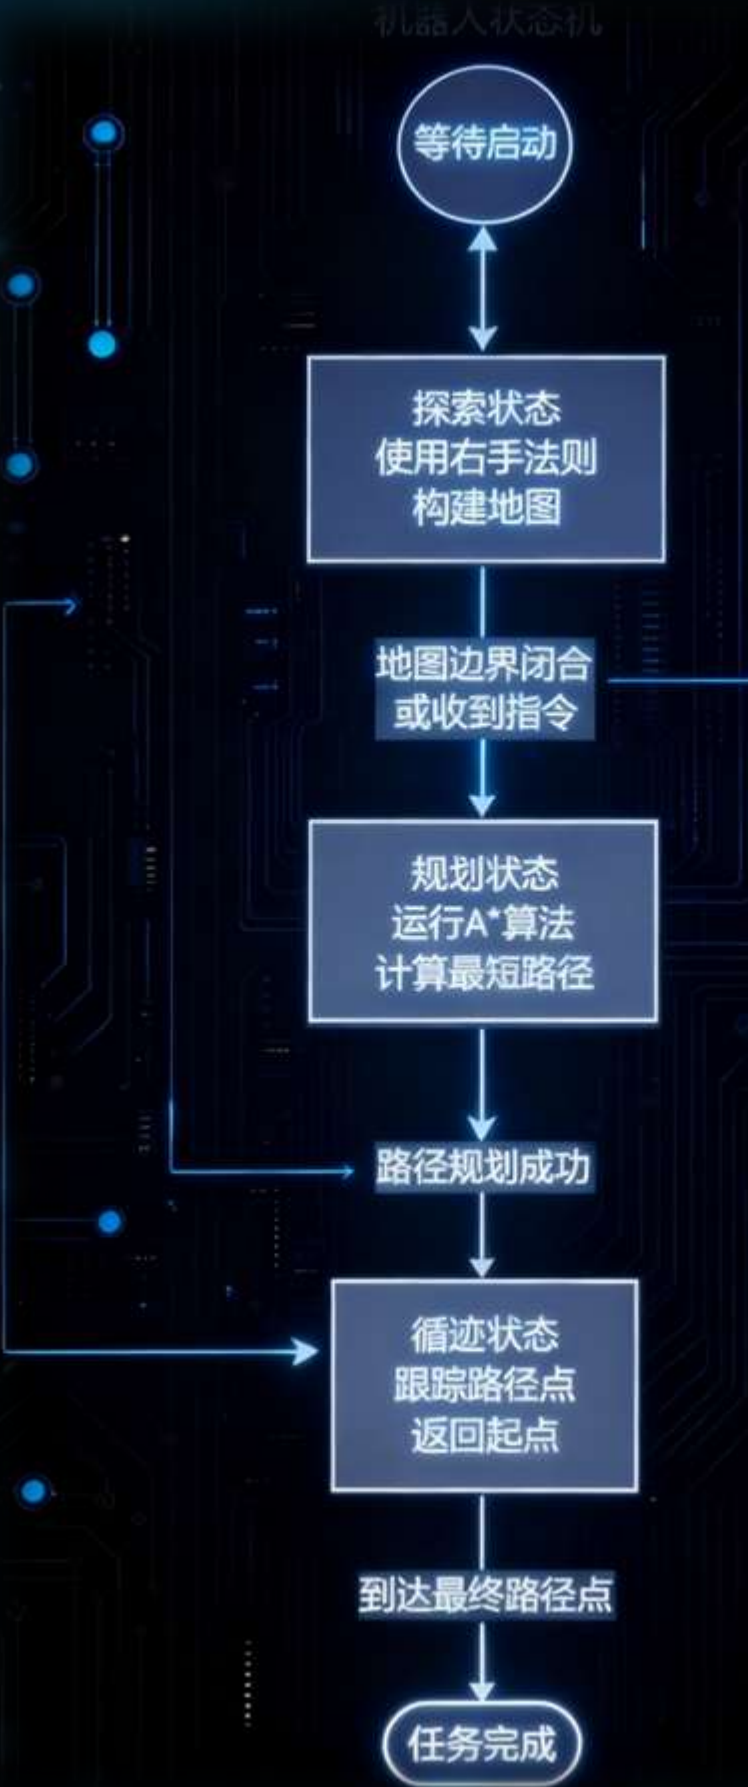 机器人状态机
等待启动
探索状态
使用右手法则
构建地图
地图边界闭合
或收到指令
规划状态
运行A*算法
计算最短路径
路径规划成功
循迹状态
跟踪路径点
返回起点
到达最终路径点
任务完成